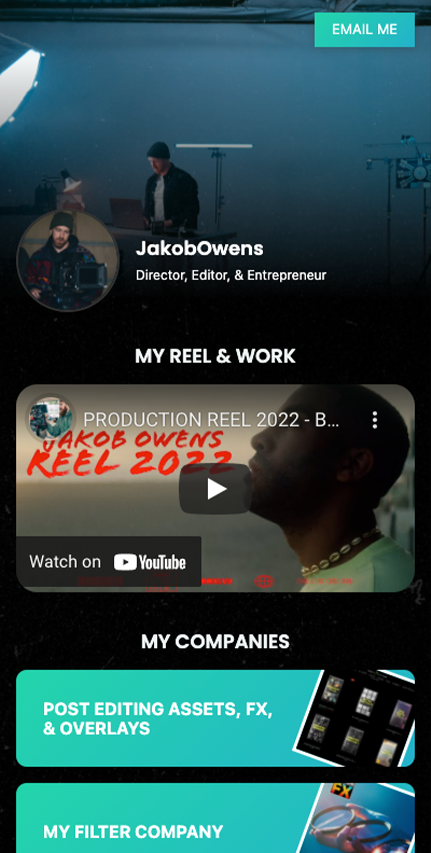 EMAIL ME
JakobOwens
Director, Editor, & Entrepreneur
MY REEL & WORK
PRODUCTION REEL 2022 - B...
JAKOB OWENS
REEL 2022
Watch on YouTube
MY COMPANIES
POST EDITING ASSETS, FX,
& OVERLAYS
FX
MY FILTER COMPANY